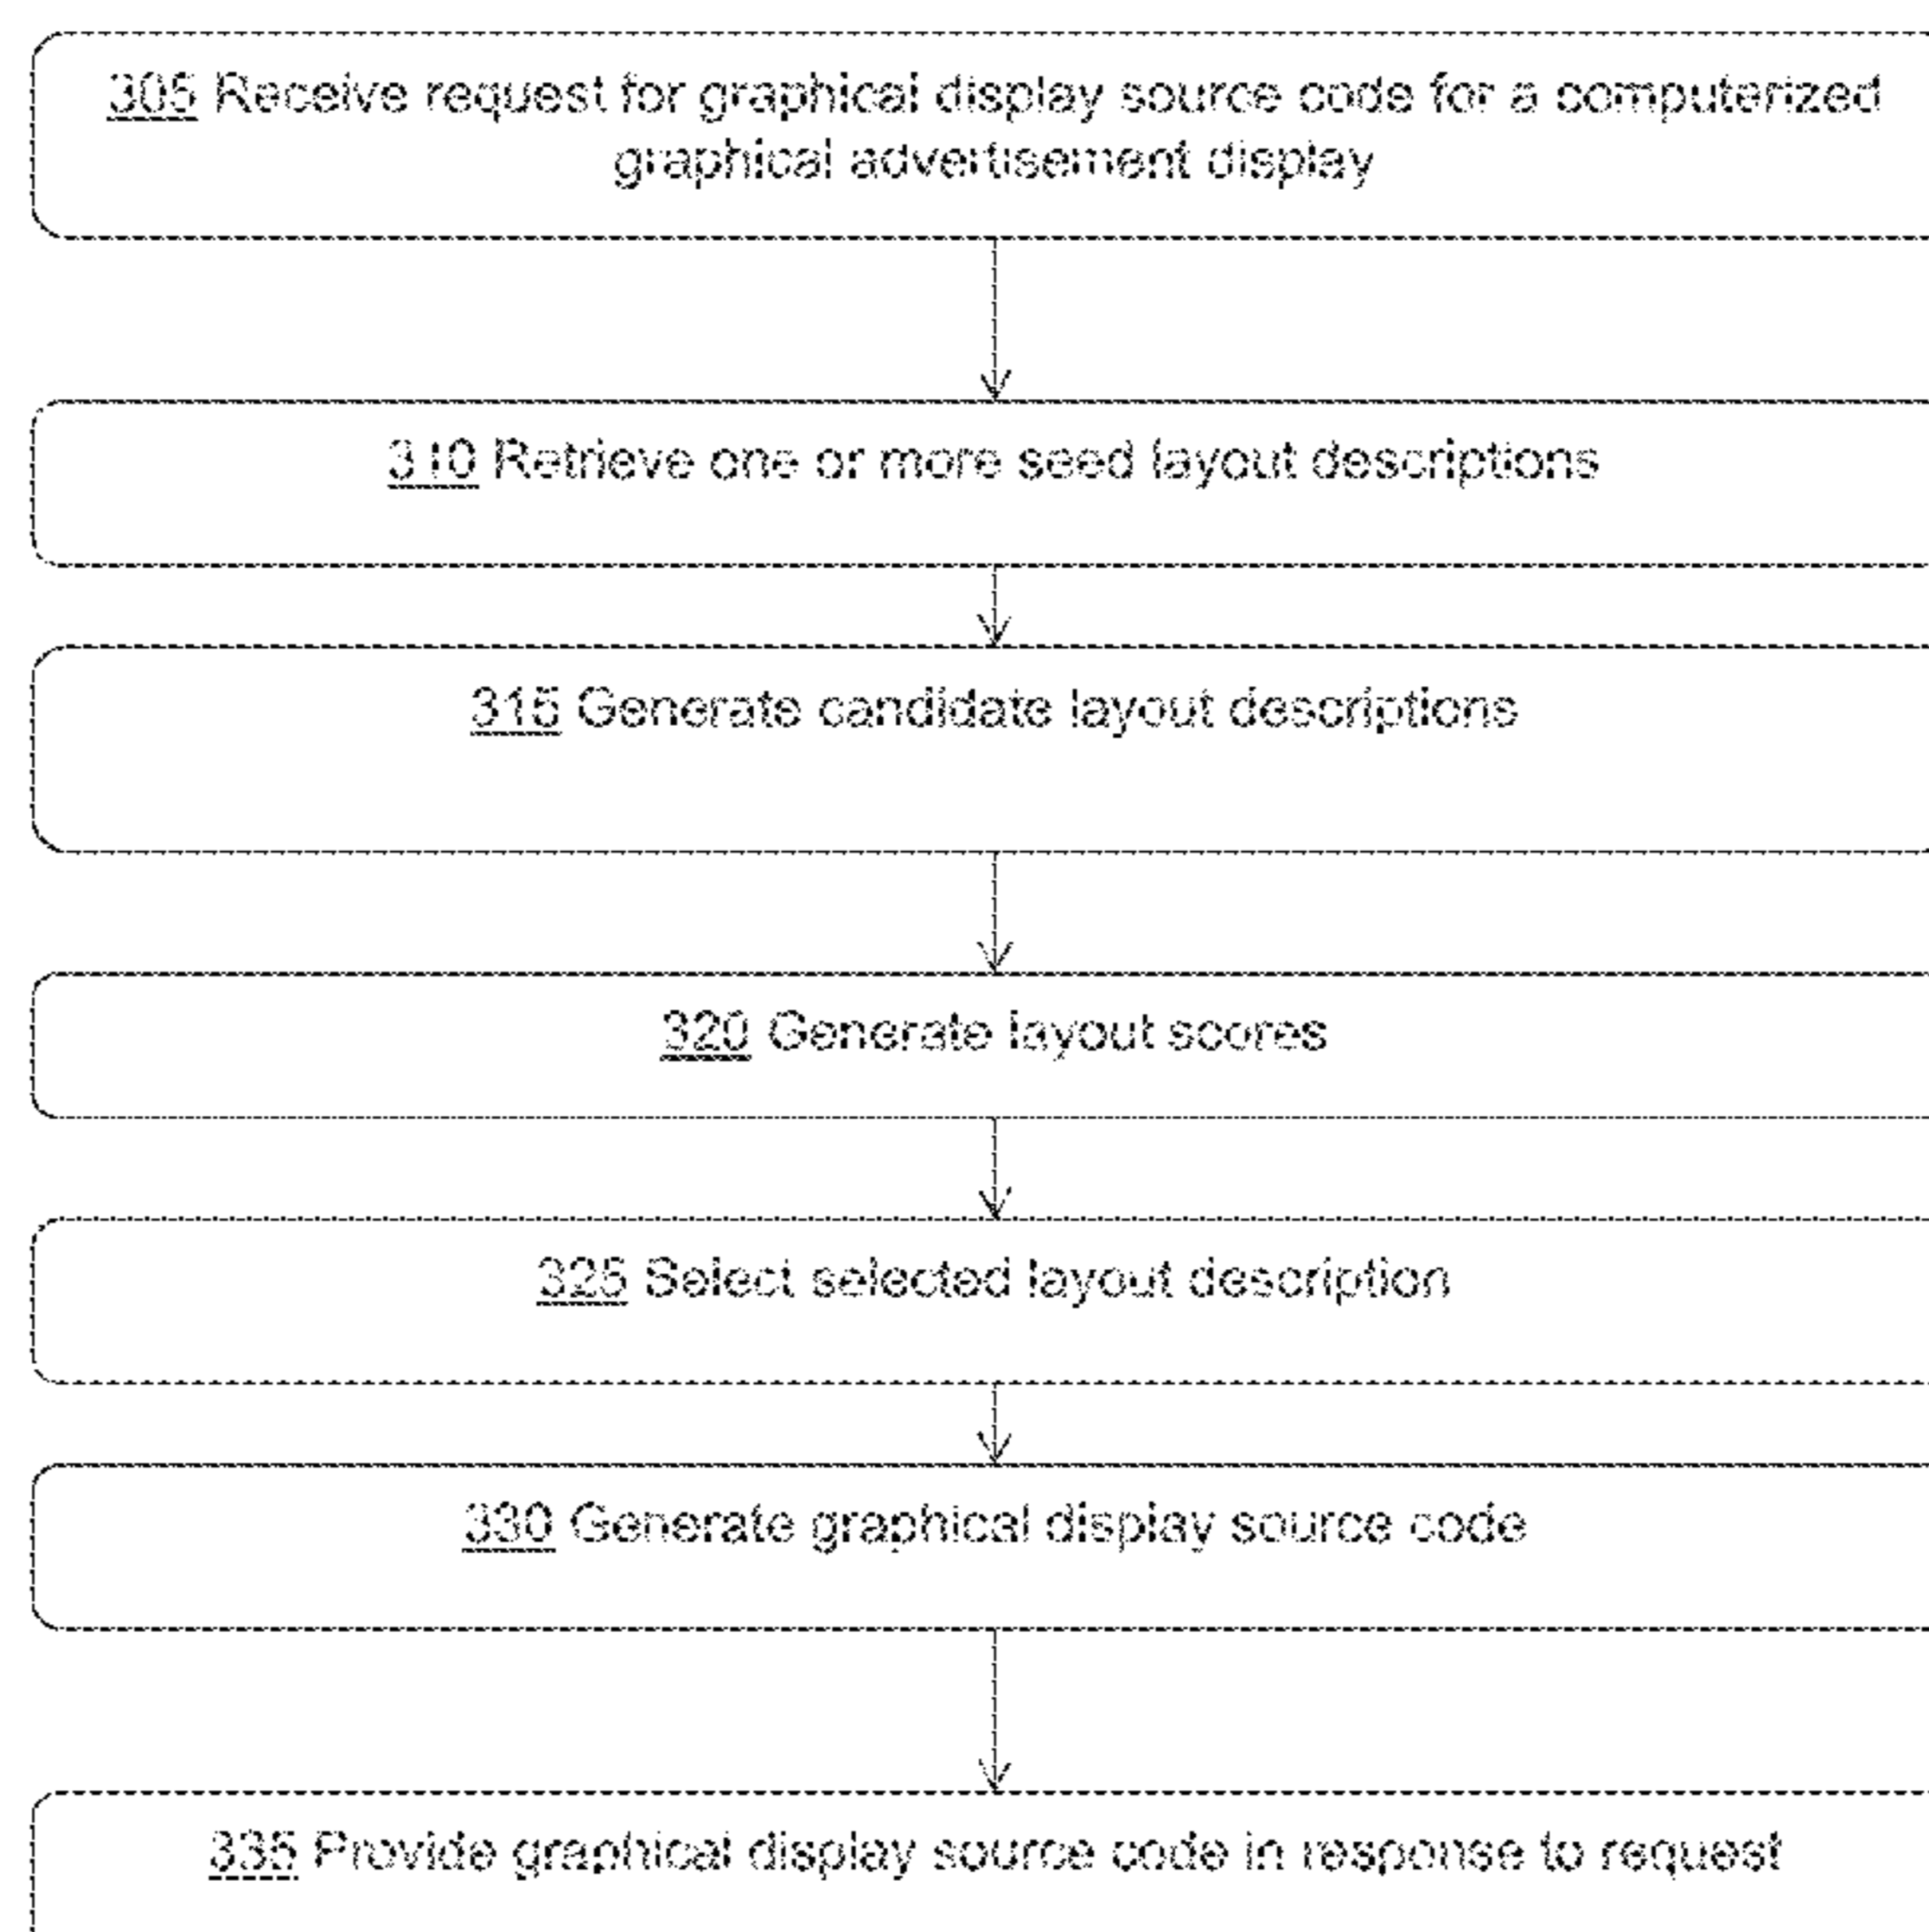 305 Receive request for graphical display source code for a computerized
graphical advertisement display
310 Retrieve one or more seed layout descriptions
315 Generate candidate layout descriptions
320 Generate layout scores
325 Select selected layout description
330 Generate graphical display source code
335 Provide graphical display source code in response to request